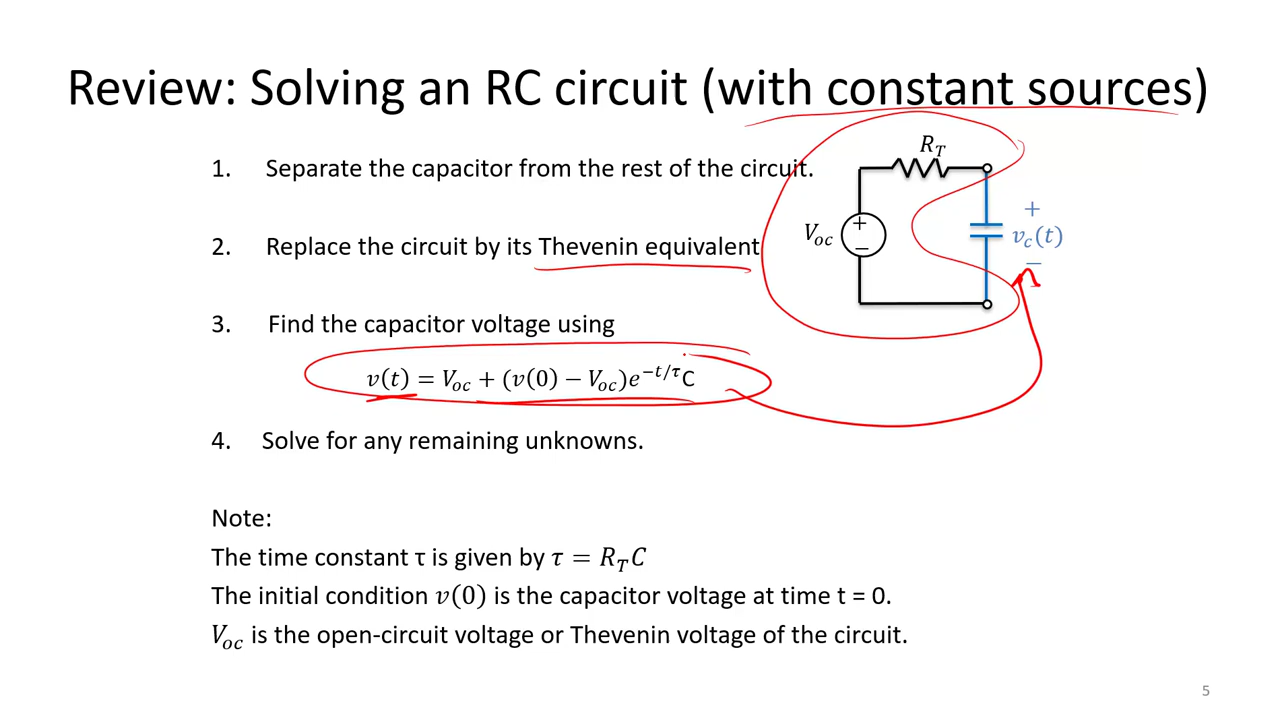 Review: Solving an RC circuit (with constant sources)
1. Separate the capacitor from the rest of the circuit.
2. Replace the circuit by its Thevenin equivalent
3. Find the capacitor voltage using
v(t) = V_oc + (v(0) − V_oc)e^{−t/τ}C
4. Solve for any remaining unknowns.
R_T
V_oc
+
−
+
v_c(t)
−
Note:
The time constant τ is given by τ = R_T C
The initial condition v(0) is the capacitor voltage at time t = 0.
V_oc is the open-circuit voltage or Thevenin voltage of the circuit.
5